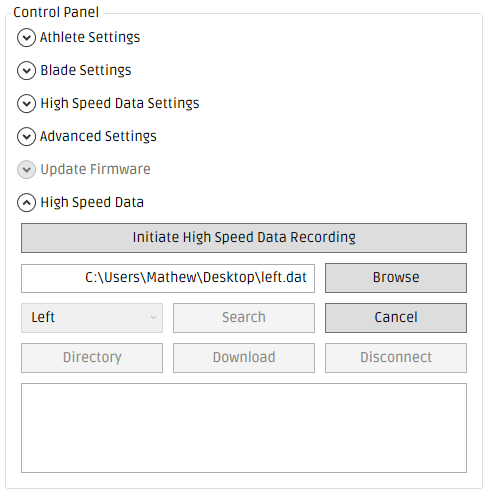 Control Panel
Athlete Settings
Blade Settings
High Speed Data Settings
Advanced Settings
Update Firmware
High Speed Data
Initiate High Speed Data Recording
C:\Users\Mathew\Desktop\left.dat Browse
Left Search Cancel
Directory Download Disconnect